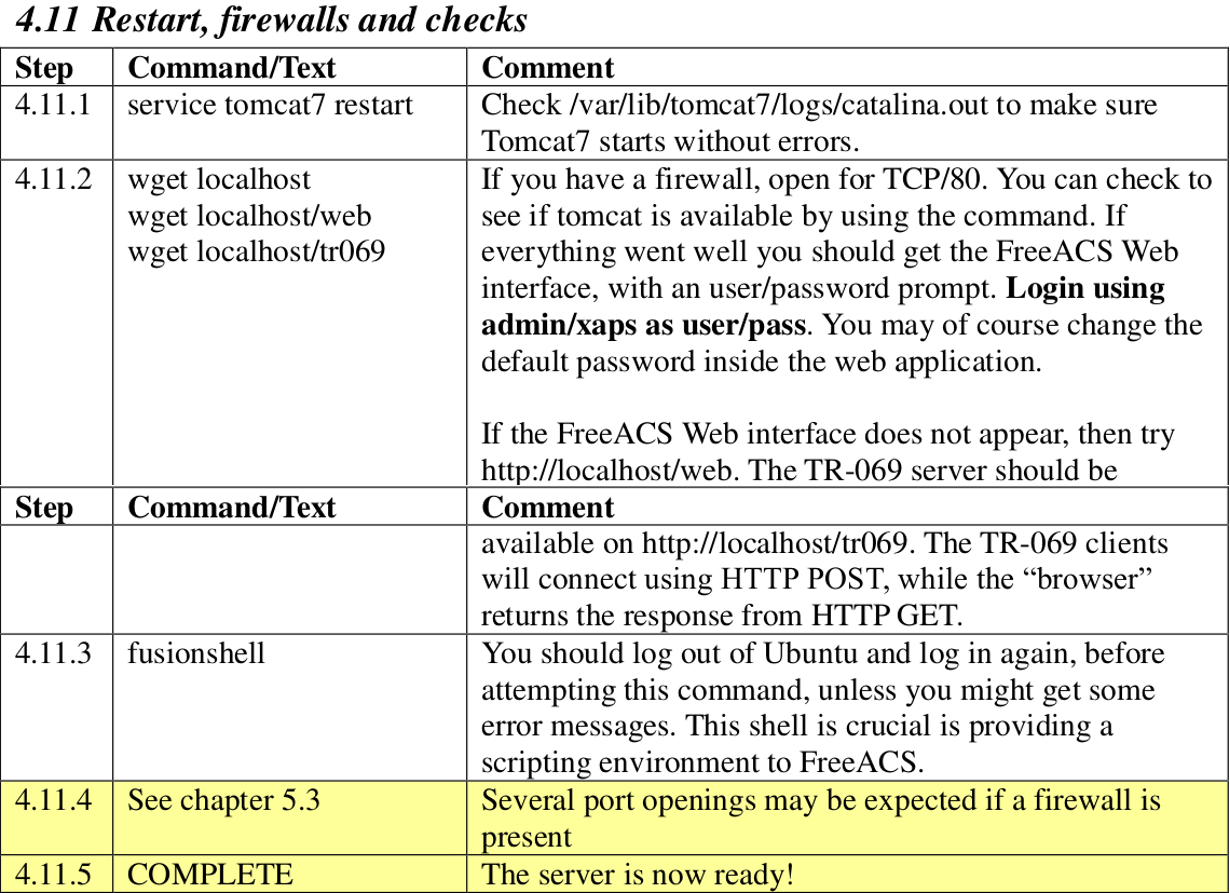 4.11 Restart, firewalls and checks
Step Command/Text Comment
4.11.1 service tomcat7 restart Check /var/lib/tomcat7/logs/catalina.out to make sure
Tomcat7 starts without errors.
4.11.2 wget localhost If you have a firewall, open for TCP/80. You can check to
wget localhost/web see if tomcat is available by using the command. If
wget localhost/tr069 everything went well you should get the FreeACS Web
interface, with an user/password prompt. Login using
admin/xaps as user/pass. You may of course change the
default password inside the web application.
If the FreeACS Web interface does not appear, then try
http://localhost/web. The TR-069 server should be
Step Command/Text Comment
available on http://localhost/tr069. The TR-069 clients
will connect using HTTP POST, while the “browser”
returns the response from HTTP GET.
4.11.3 fusionshell You should log out of Ubuntu and log in again, before
attempting this command, unless you might get some
error messages. This shell is crucial is providing a
scripting environment to FreeACS.
4.11.4 See chapter 5.3 Several port openings may be expected if a firewall is
present
4.11.5 COMPLETE The server is now ready!